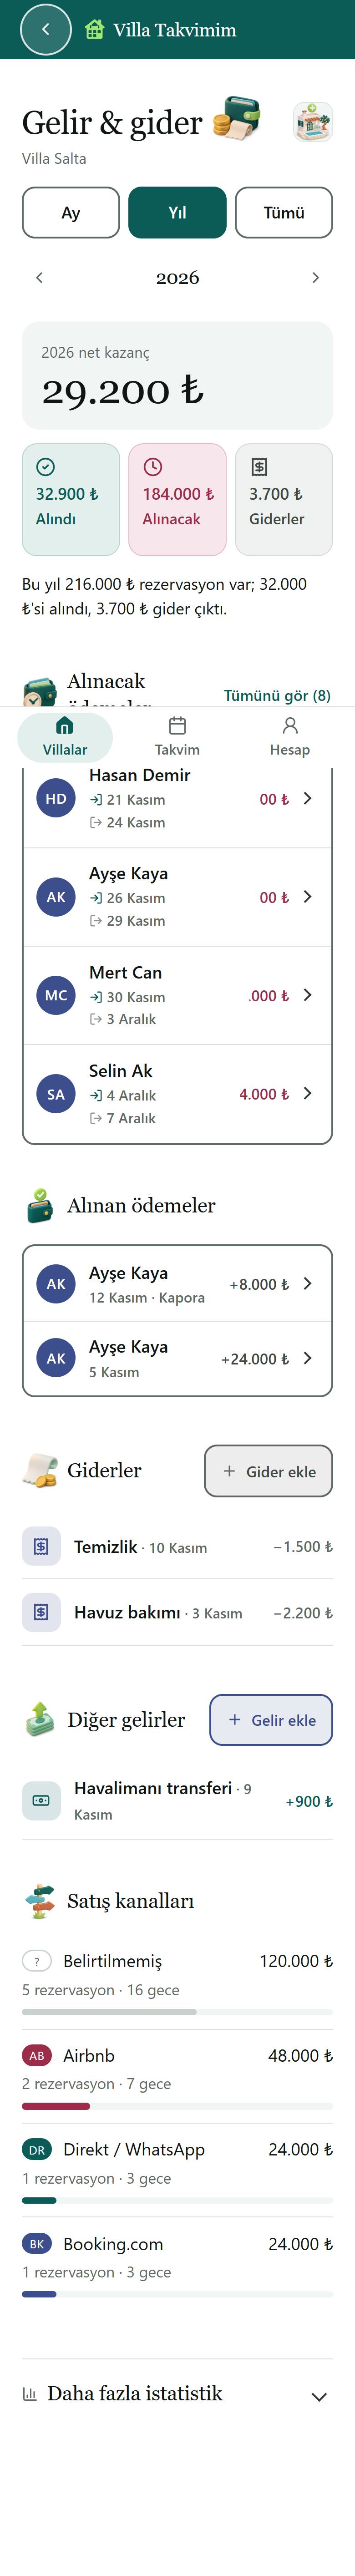 Villa Takvimim
Gelir & gider
Villa Salta
Ay
Yıl
Tümü
2026
2026 net kazanç
29.200 ₺
32.900 ₺
Alındı
184.000 ₺
Alınacak
3.700 ₺
Giderler
Bu yıl 216.000 ₺ rezervasyon var; 32.000
₺'si alındı, 3.700 ₺ gider çıktı.
Alınacak
Tümünü gör (8)
Villalar
Takvim
Hesap
Hasan Demir
HD
21 Kasım
00 ₺
24 Kasım
Ayşe Kaya
AK
26 Kasım
00 ₺
29 Kasım
Mert Can
MC
30 Kasım
.000 ₺
3 Aralık
Selin Ak
SA
4 Aralık
4.000 ₺
7 Aralık
Alınan ödemeler
AK
Ayşe Kaya
12 Kasım · Kapora
+8.000 ₺
AK
Ayşe Kaya
5 Kasım
+24.000 ₺
Giderler
+ Gider ekle
Temizlik · 10 Kasım
−1.500 ₺
Havuz bakımı · 3 Kasım
−2.200 ₺
Diğer gelirler
+ Gelir ekle
Havalimanı transferi · 9
Kasım
+900 ₺
Satış kanalları
? Belirtilmemiş
120.000 ₺
5 rezervasyon · 16 gece
AB Airbnb
48.000 ₺
2 rezervasyon · 7 gece
DR Direkt / WhatsApp
24.000 ₺
1 rezervasyon · 3 gece
BK Booking.com
24.000 ₺
1 rezervasyon · 3 gece
Daha fazla istatistik